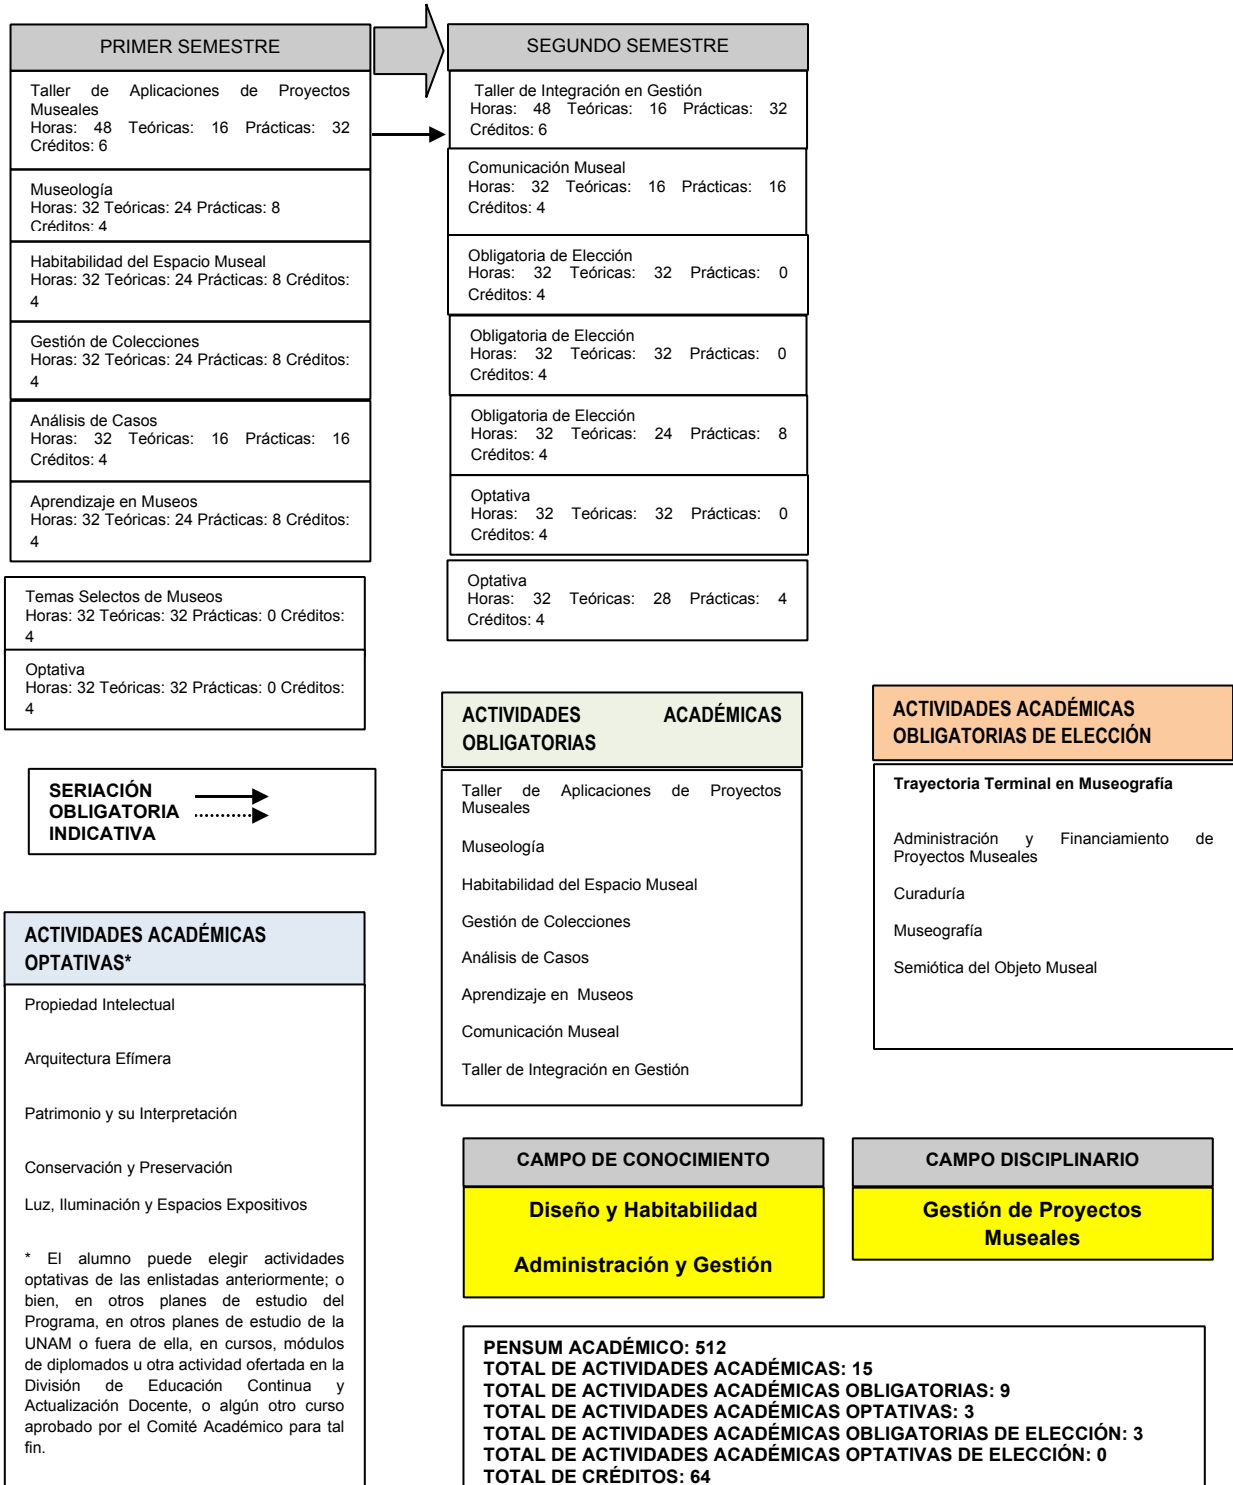 PRIMER SEMESTRE
Taller de Aplicaciones de Proyectos
Museales
Horas: 48 Teóricas: 16 Prácticas: 32
Créditos: 6
Museología
Horas: 32 Teóricas: 24 Prácticas: 8
Créditos: 4
Habitabilidad del Espacio Museal
Horas: 32 Teóricas: 24 Prácticas: 8 Créditos:
4
Gestión de Colecciones
Horas: 32 Teóricas: 24 Prácticas: 8 Créditos:
4
Análisis de Casos
Horas: 32 Teóricas: 16 Prácticas: 16
Créditos: 4
Aprendizaje en Museos
Horas: 32 Teóricas: 24 Prácticas: 8 Créditos:
4
Temas Selectos de Museos
Horas: 32 Teóricas: 32 Prácticas: 0 Créditos:
4
Optativa
Horas: 32 Teóricas: 32 Prácticas: 0 Créditos:
4
SEGUNDO SEMESTRE
Taller de Integración en Gestión
Horas: 48 Teóricas: 16 Prácticas: 32
Créditos: 6
Comunicación Museal
Horas: 32 Teóricas: 16 Prácticas: 16
Créditos: 4
Obligatoria de Elección
Horas: 32 Teóricas: 32 Prácticas: 0
Créditos: 4
Obligatoria de Elección
Horas: 32 Teóricas: 32 Prácticas: 0
Créditos: 4
Obligatoria de Elección
Horas: 32 Teóricas: 24 Prácticas: 8
Créditos: 4
Optativa
Horas: 32 Teóricas: 32 Prácticas: 0
Créditos: 4
Optativa
Horas: 32 Teóricas: 28 Prácticas: 4
Créditos: 4
SERIACIÓN
OBLIGATORIA
INDICATIVA
ACTIVIDADES ACADÉMICAS
OPTATIVAS*
Propiedad Intelectual
Arquitectura Efímera
Patrimonio y su Interpretación
Conservación y Preservación
Luz, Iluminación y Espacios Expositivos
* El alumno puede elegir actividades
optativas de las enlistadas anteriormente; o
bien, en otros planes de estudio del
Programa, en otros planes de estudio de la
UNAM o fuera de ella, en cursos, módulos
de diplomados u otra actividad ofertada en la
División de Educación Continua y
Actualización Docente, o algún otro curso
aprobado por el Comité Académico para tal
fin.
ACTIVIDADES ACADÉMICAS
OBLIGATORIAS
Taller de Aplicaciones de Proyectos
Museales
Museología
Habitabilidad del Espacio Museal
Gestión de Colecciones
Análisis de Casos
Aprendizaje en Museos
Comunicación Museal
Taller de Integración en Gestión
ACTIVIDADES ACADÉMICAS
OBLIGATORIAS DE ELECCIÓN
Trayectoria Terminal en Museografía
Administración y Financiamiento de
Proyectos Museales
Curaduría
Museografía
Semiótica del Objeto Museal
CAMPO DE CONOCIMIENTO
Diseño y Habitabilidad
Administración y Gestión
CAMPO DISCIPLINARIO
Gestión de Proyectos
Museales
PENSUM ACADÉMICO: 512
TOTAL DE ACTIVIDADES ACADÉMICAS: 15
TOTAL DE ACTIVIDADES ACADÉMICAS OBLIGATORIAS: 9
TOTAL DE ACTIVIDADES ACADÉMICAS OPTATIVAS: 3
TOTAL DE ACTIVIDADES ACADÉMICAS OBLIGATORIAS DE ELECCIÓN: 3
TOTAL DE ACTIVIDADES ACADÉMICAS OPTATIVAS DE ELECCIÓN: 0
TOTAL DE CRÉDITOS: 64